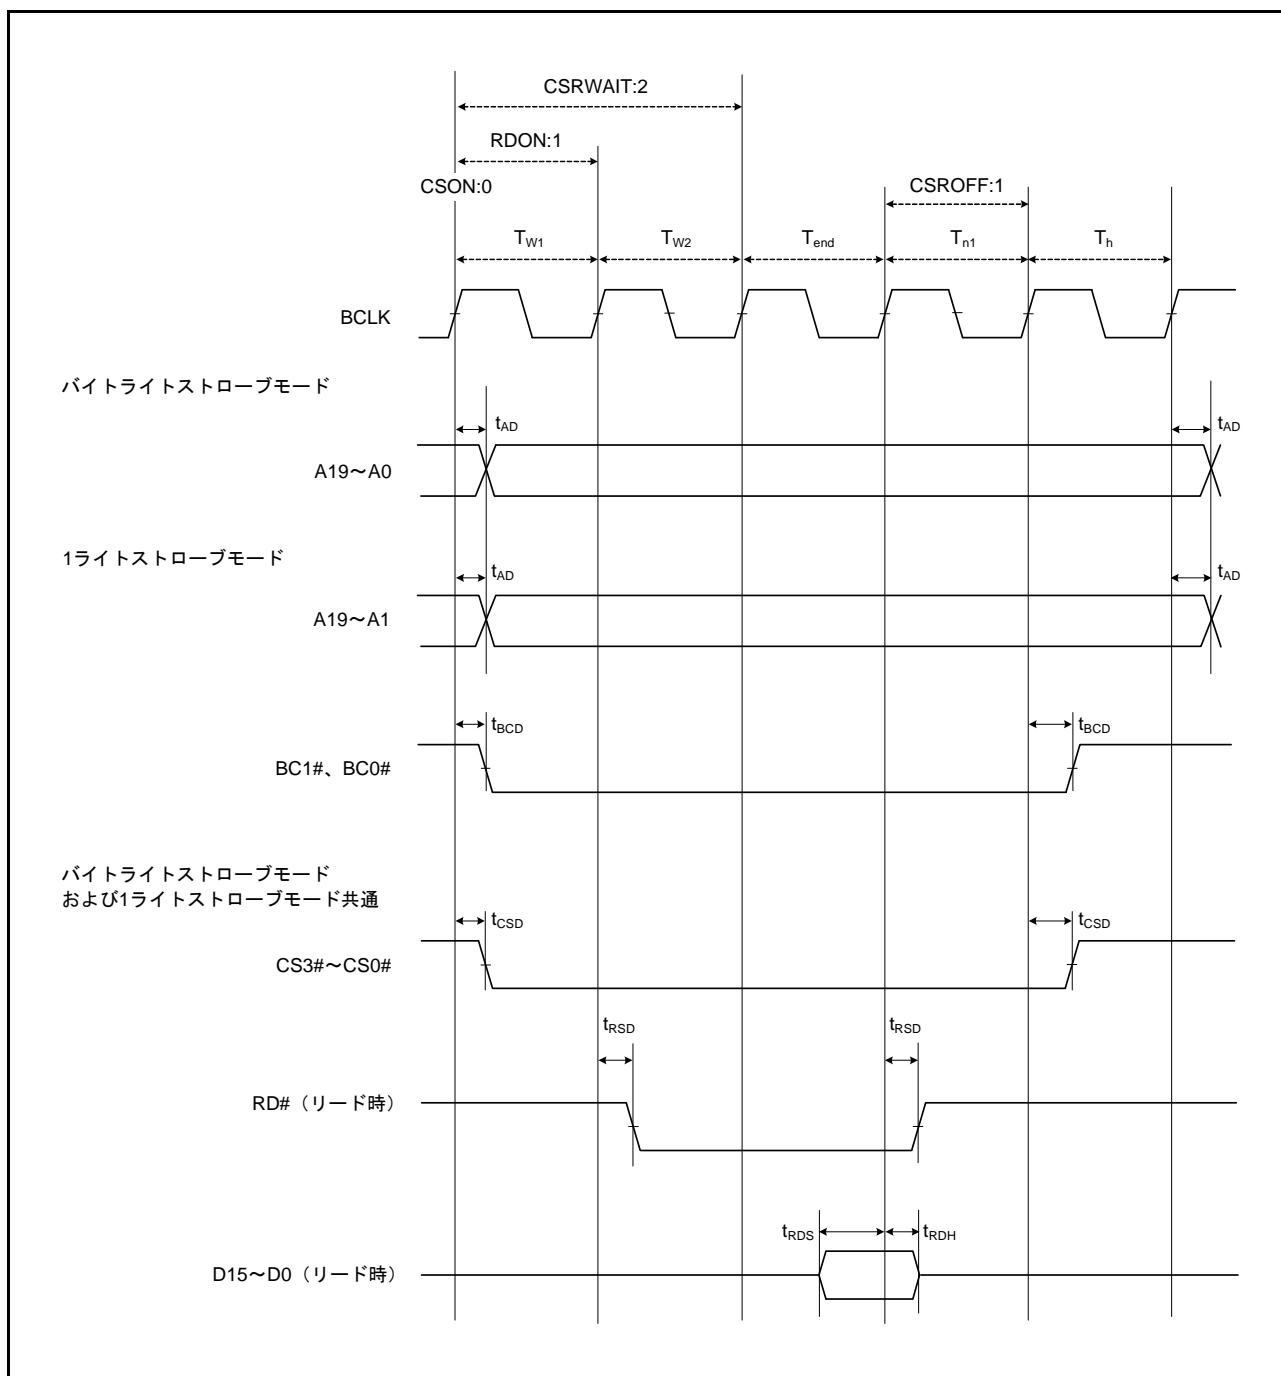 CSRWAIT:2
RDON:1
CSON:0
CSROFF:1
TW1 TW2 Tend Tn1 Th
BCLK
バイトライトストローブモード
tAD tAD
A19～A0
1ライトストローブモード
tAD tAD
A19～A1
tBCD tBCD
BC1#、BC0#
バイトライトストローブモード
および1ライトストローブモード共通
tCSD tCSD
CS3#～CS0#
tRSD tRSD
RD#（リード時）
tRDS tRDH
D15～D0（リード時）